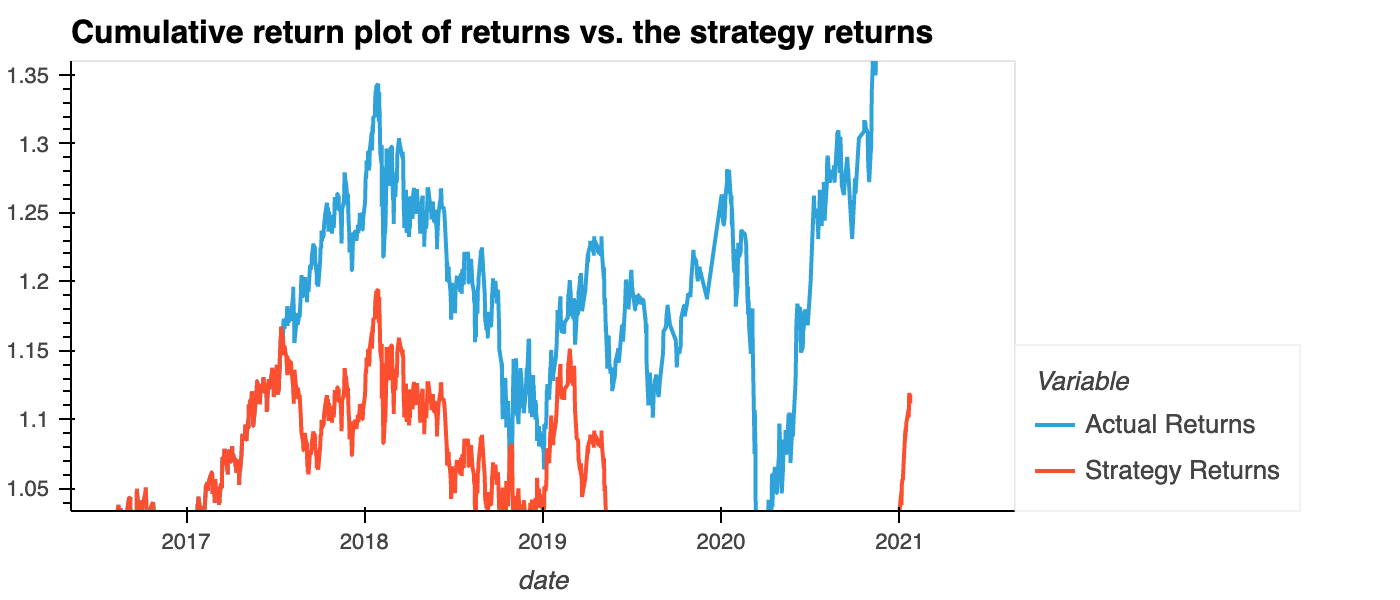 Cumulative return plot of returns vs. the strategy returns
1.35
1.3
1.25
1.2
1.15
1.1
1.05
2017 2018 2019 2020 2021
date
Variable
Actual Returns
Strategy Returns